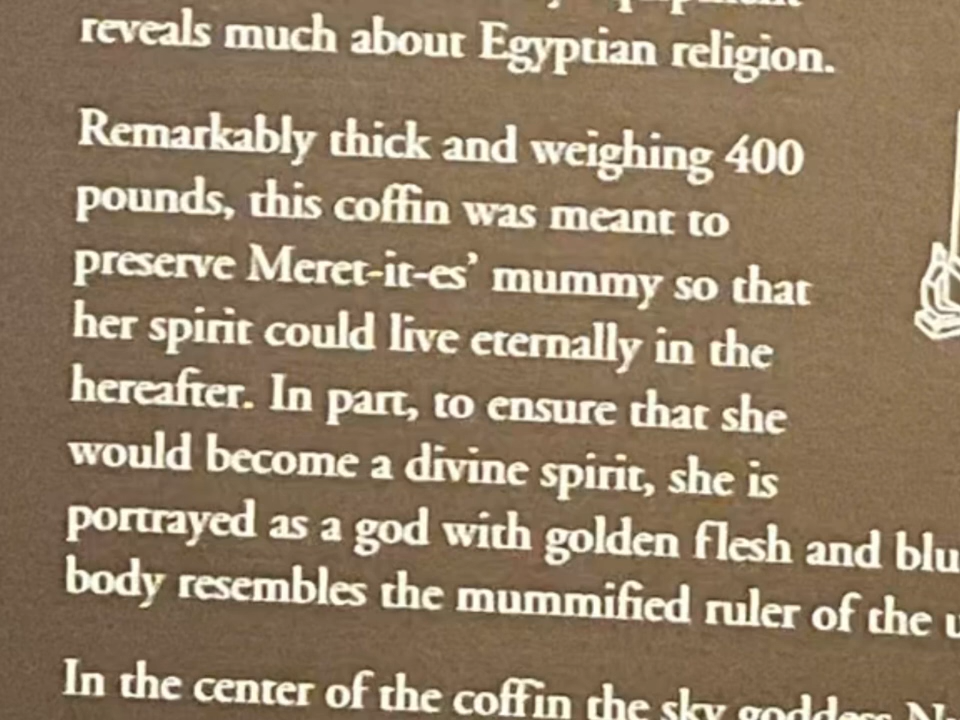 reveals much about Egyptian religion.
Remarkably thick and weighing 400
pounds, this coffin was meant to
preserve Meret-it-es' mummy so that
her spirit could live eternally in the
hereafter. In part, to ensure that she
would become a divine spirit, she is
portrayed as a god with golden flesh and
body resembles the mummified ruler of the
In the center of the coffin the sky goddess